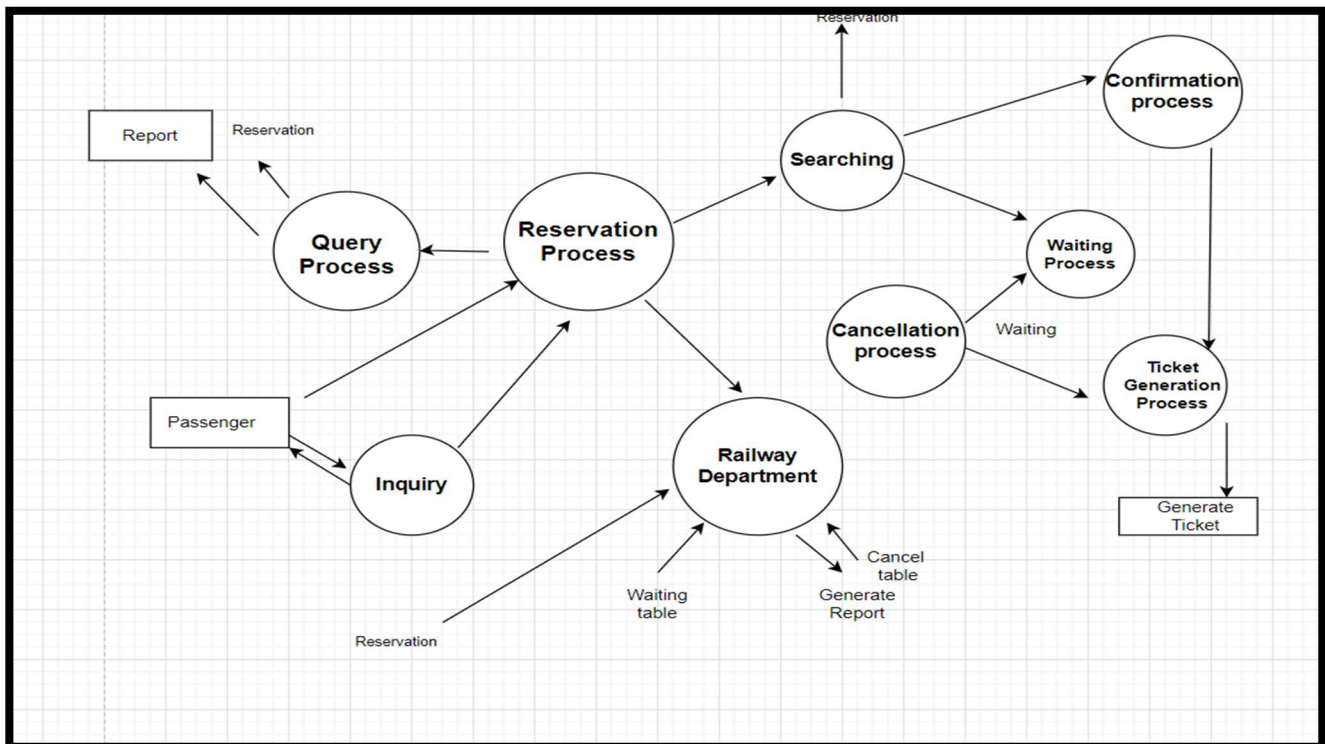 Reservation
Confirmation
process
Report
Reservation
Searching
Reservation
Process
Query
Process
Waiting
Process
Cancellation
process
Waiting
Ticket
Generation
Process
Passenger
Railway
Department
Inquiry
Generate
Ticket
Cancel
table
Waiting
table
Generate
Report
Reservation